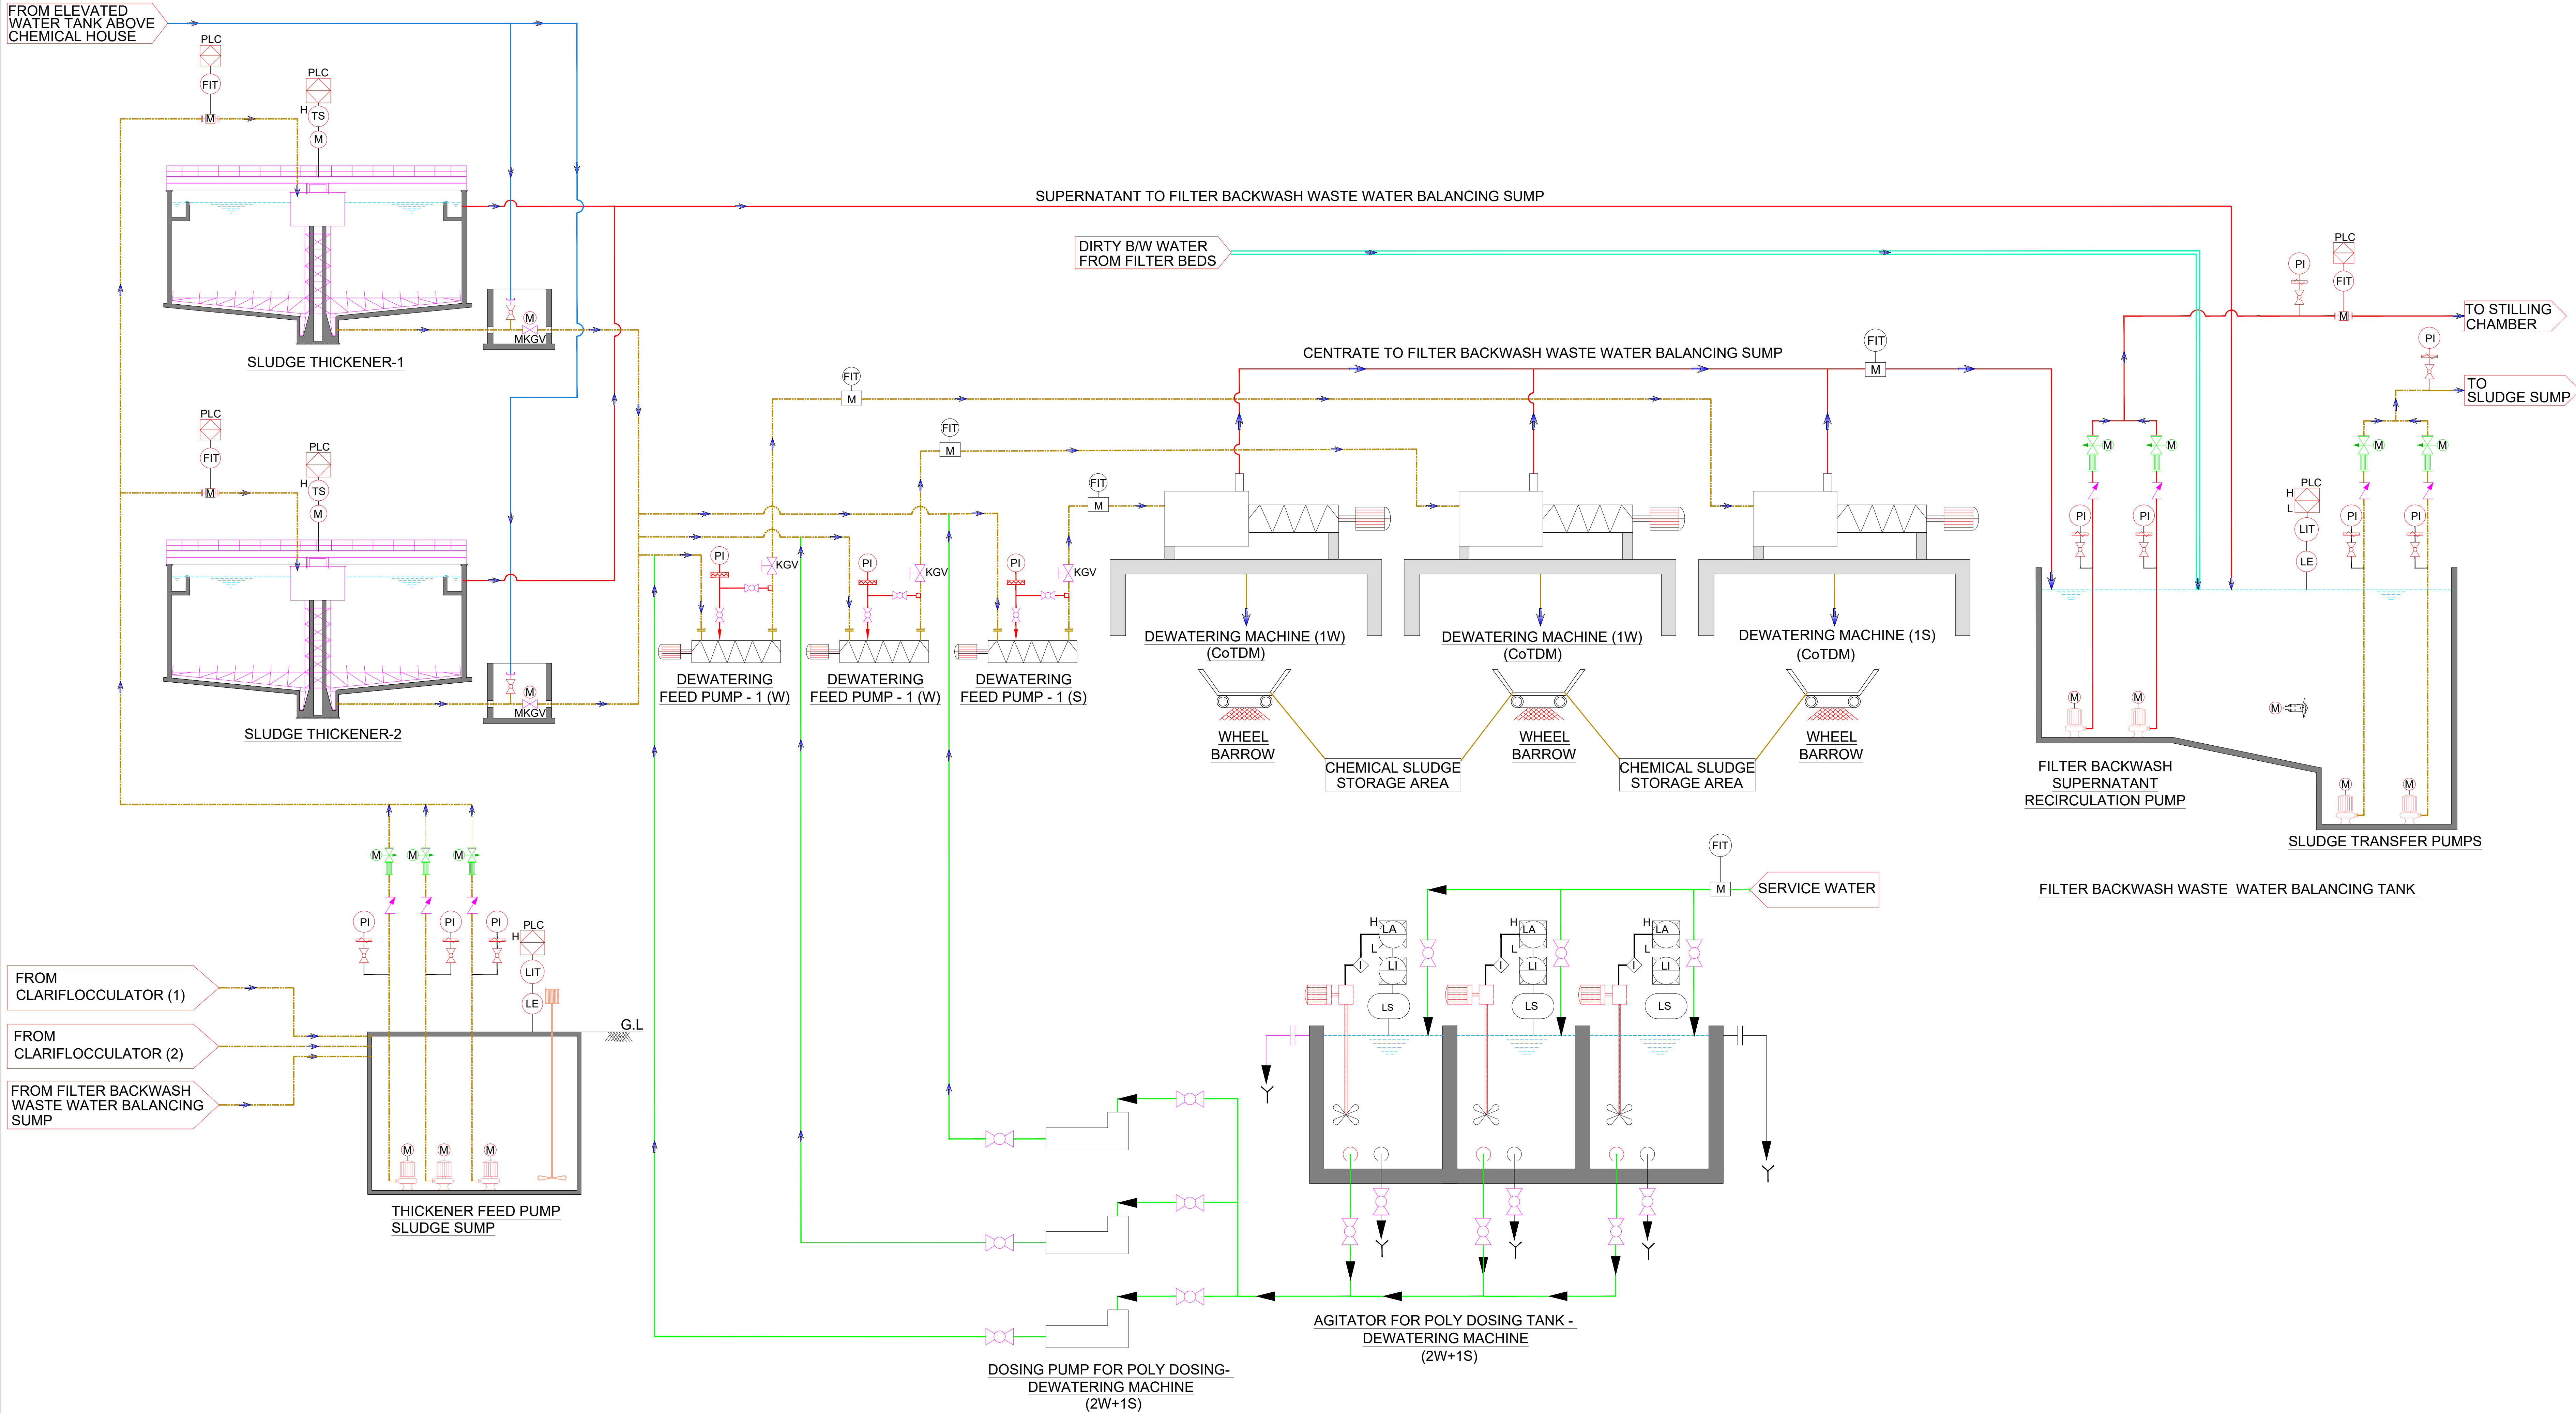 FROM ELEVATED
WATER TANK ABOVE
CHEMICAL HOUSE
PLC
FIT
M
PLC
H
TS
M
SLUDGE THICKENER-1
M
MKGV
PLC
FIT
M
PLC
H
TS
M
SLUDGE THICKENER-2
M
MKGV
SUPERNATANT TO FILTER BACKWASH WASTE WATER BALANCING SUMP
DIRTY B/W WATER
FROM FILTER BEDS
CENTRATE TO FILTER BACKWASH WASTE WATER BALANCING SUMP
FIT
M
FIT
M
FIT
M
FIT
M
PI
KGV
PI
KGV
PI
KGV
DEWATERING
FEED PUMP - 1 (W)
DEWATERING
FEED PUMP - 1 (W)
DEWATERING
FEED PUMP - 1 (S)
DEWATERING MACHINE (1W)
(CoTDM)
DEWATERING MACHINE (1W)
(CoTDM)
DEWATERING MACHINE (1S)
(CoTDM)
WHEEL
BARROW
WHEEL
BARROW
WHEEL
BARROW
CHEMICAL SLUDGE
STORAGE AREA
CHEMICAL SLUDGE
STORAGE AREA
PI
PLC
FIT
M
TO STILLING
CHAMBER
PI
TO
SLUDGE SUMP
M
M
M
M
PI
PI
PI
PI
PLC
H
L
LIT
LE
M
M
M
M
M
FILTER BACKWASH
SUPERNATANT
RECIRCULATION PUMP
SLUDGE TRANSFER PUMPS
FILTER BACKWASH WASTE WATER BALANCING TANK
M
M
M
PI
PI
PI
PLC
H
LIT
LE
G.L
FROM
CLARIFLOCCULATOR (1)
FROM
CLARIFLOCCULATOR (2)
FROM FILTER BACKWASH
WASTE WATER BALANCING
SUMP
M
M
M
THICKENER FEED PUMP
SLUDGE SUMP
FIT
M
SERVICE WATER
H
LA
L
I
LI
LS
H
LA
L
I
LI
LS
H
LA
L
I
LI
LS
AGITATOR FOR POLY DOSING TANK -
DEWATERING MACHINE
(2W+1S)
DOSING PUMP FOR POLY DOSING-
DEWATERING MACHINE
(2W+1S)